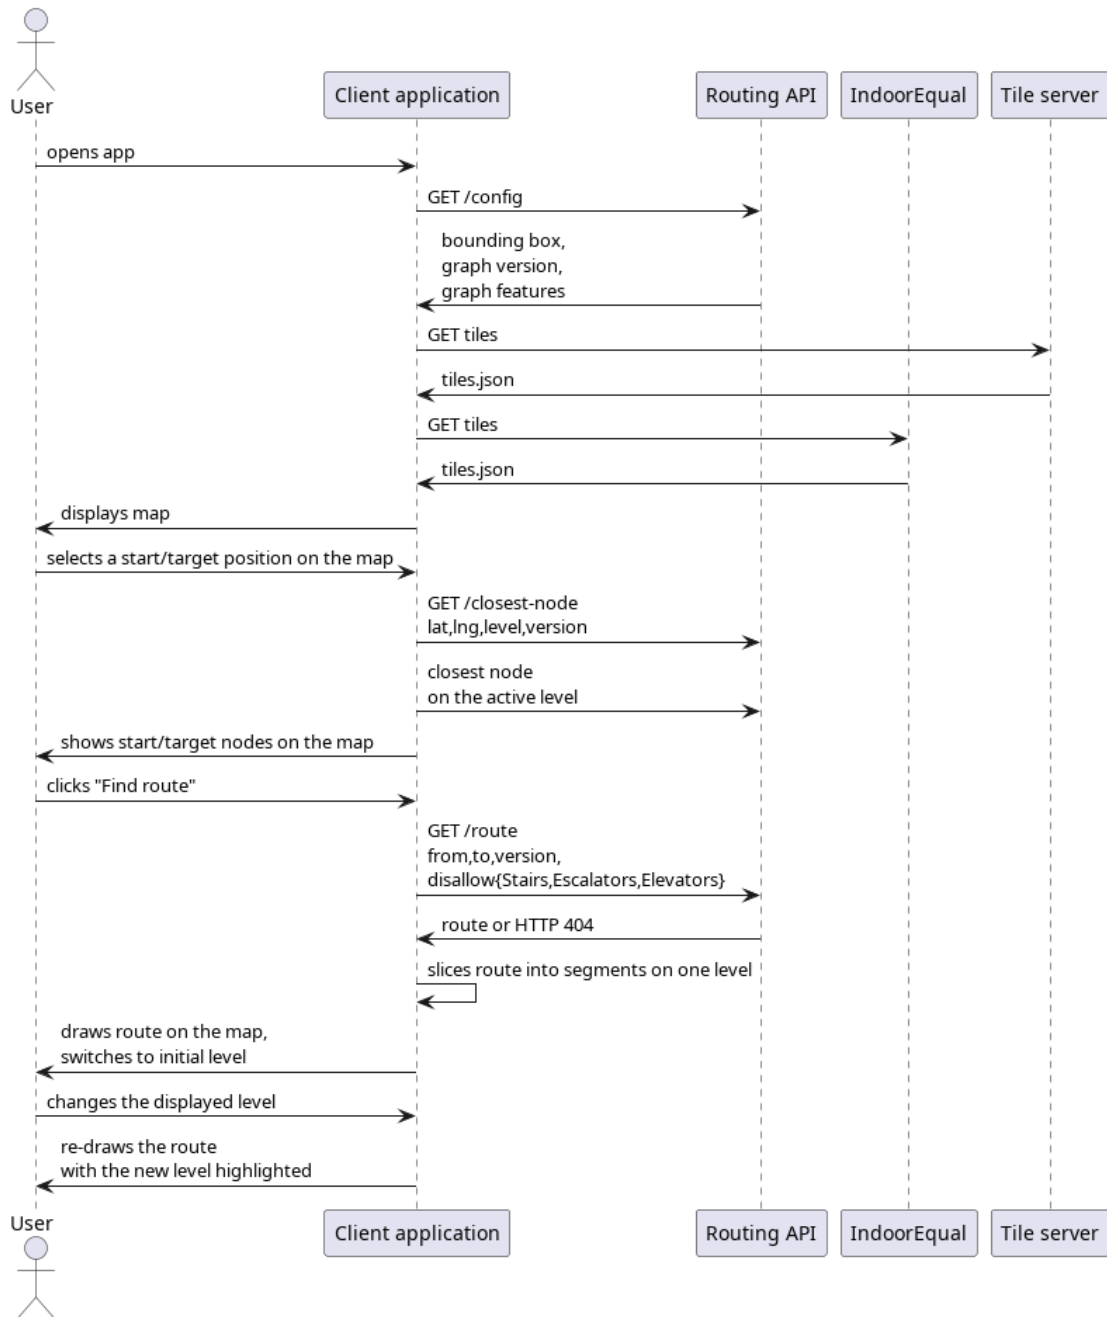 User
Client application
Routing API
IndoorEqual
Tile server
opens app
GET /config
bounding box,
graph version,
graph features
GET tiles
tiles.json
GET tiles
tiles.json
displays map
selects a start/target position on the map
GET /closest-node
lat,lng,level,version
closest node
on the active level
shows start/target nodes on the map
clicks "Find route"
GET /route
from,to,version,
disallow{Stairs,Escalators,Elevators}
route or HTTP 404
slices route into segments on one level
draws route on the map,
switches to initial level
changes the displayed level
re-draws the route
with the new level highlighted
User
Client application
Routing API
IndoorEqual
Tile server